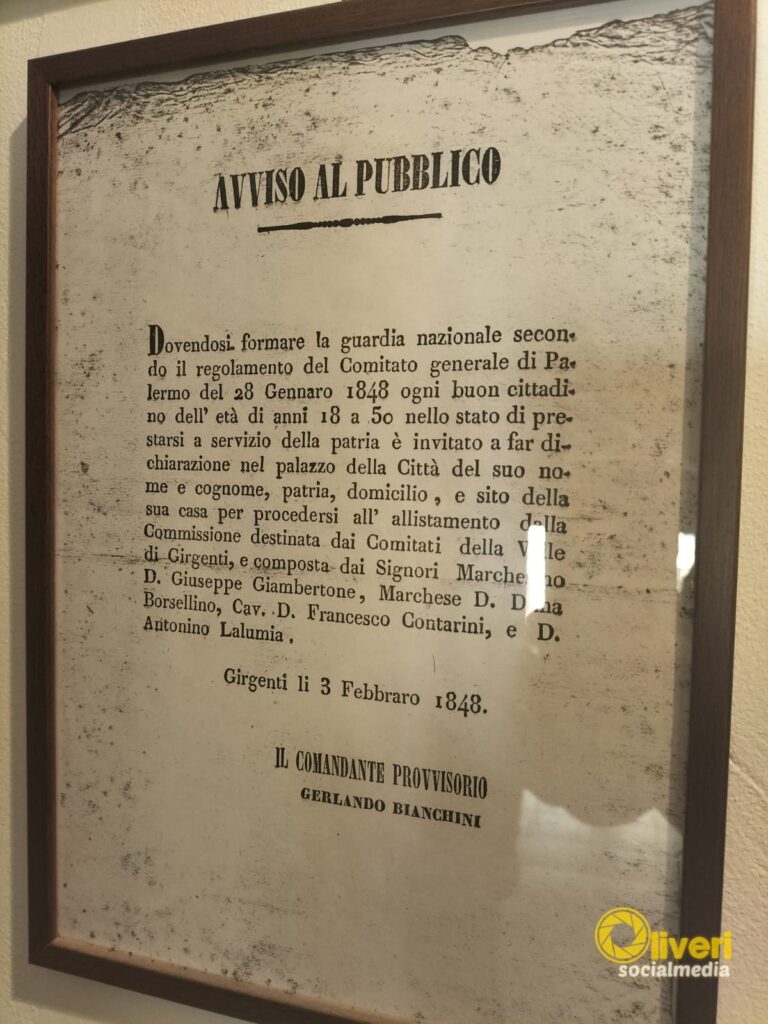 AVVISO AL PUBBLICO
Dovendosi formare la guardia nazionale secon-
do il regolamento del Comitato generale di Pa-
lermo del 28 Gennaro 1848 ogni buon cittadi-
no dell' età di anni 18 a 50 nello stato di pre-
starsi a servizio della patria è invitato a far di-
chiarazione nel palazzo della Città del suo no-
me e cognome, patria, domicilio, e sito della
sua casa per procedersi all' allistamento dalla
Commissione destinata dai Comitati della Valle
di Girgenti, e composta dai Signori Marchesino
D. Giuseppe Giambertone, Marchese D.
Borsellino, Cav. D. Francesco Contarini, e D.
Antonino Lalumia.
Girgenti li 3 Febbraro 1848.
IL COMANDANTE PROVVISORIO
GERLANDO BIANCHINI
Oliveri
socialmedia